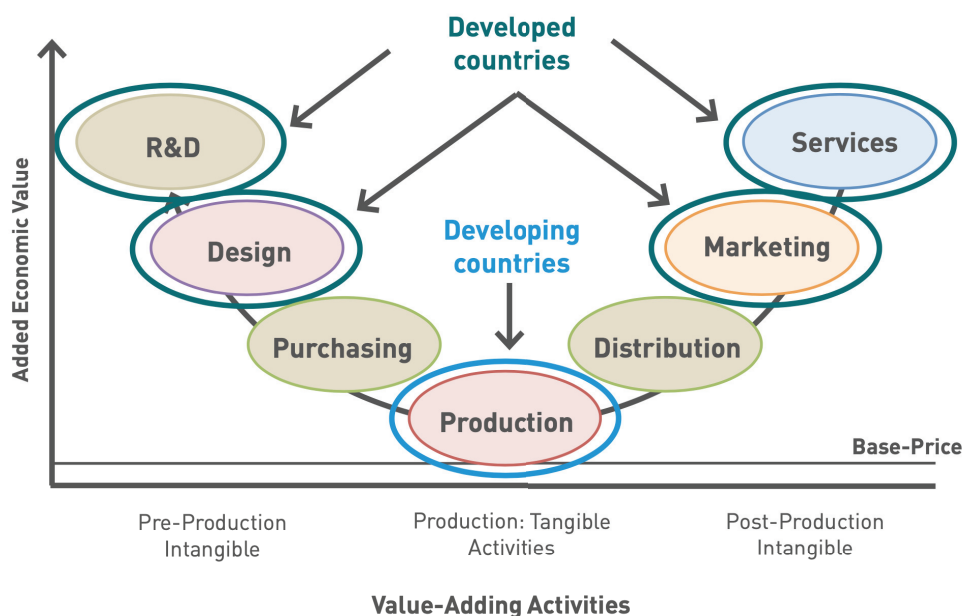 Developed
countries
Added Economic Value
R&D
Services
Design
Developing
countries
Marketing
Purchasing
Distribution
Production
Base-Price
Pre-Production
Intangible
Production: Tangible
Activities
Post-Production
Intangible
Value-Adding Activities